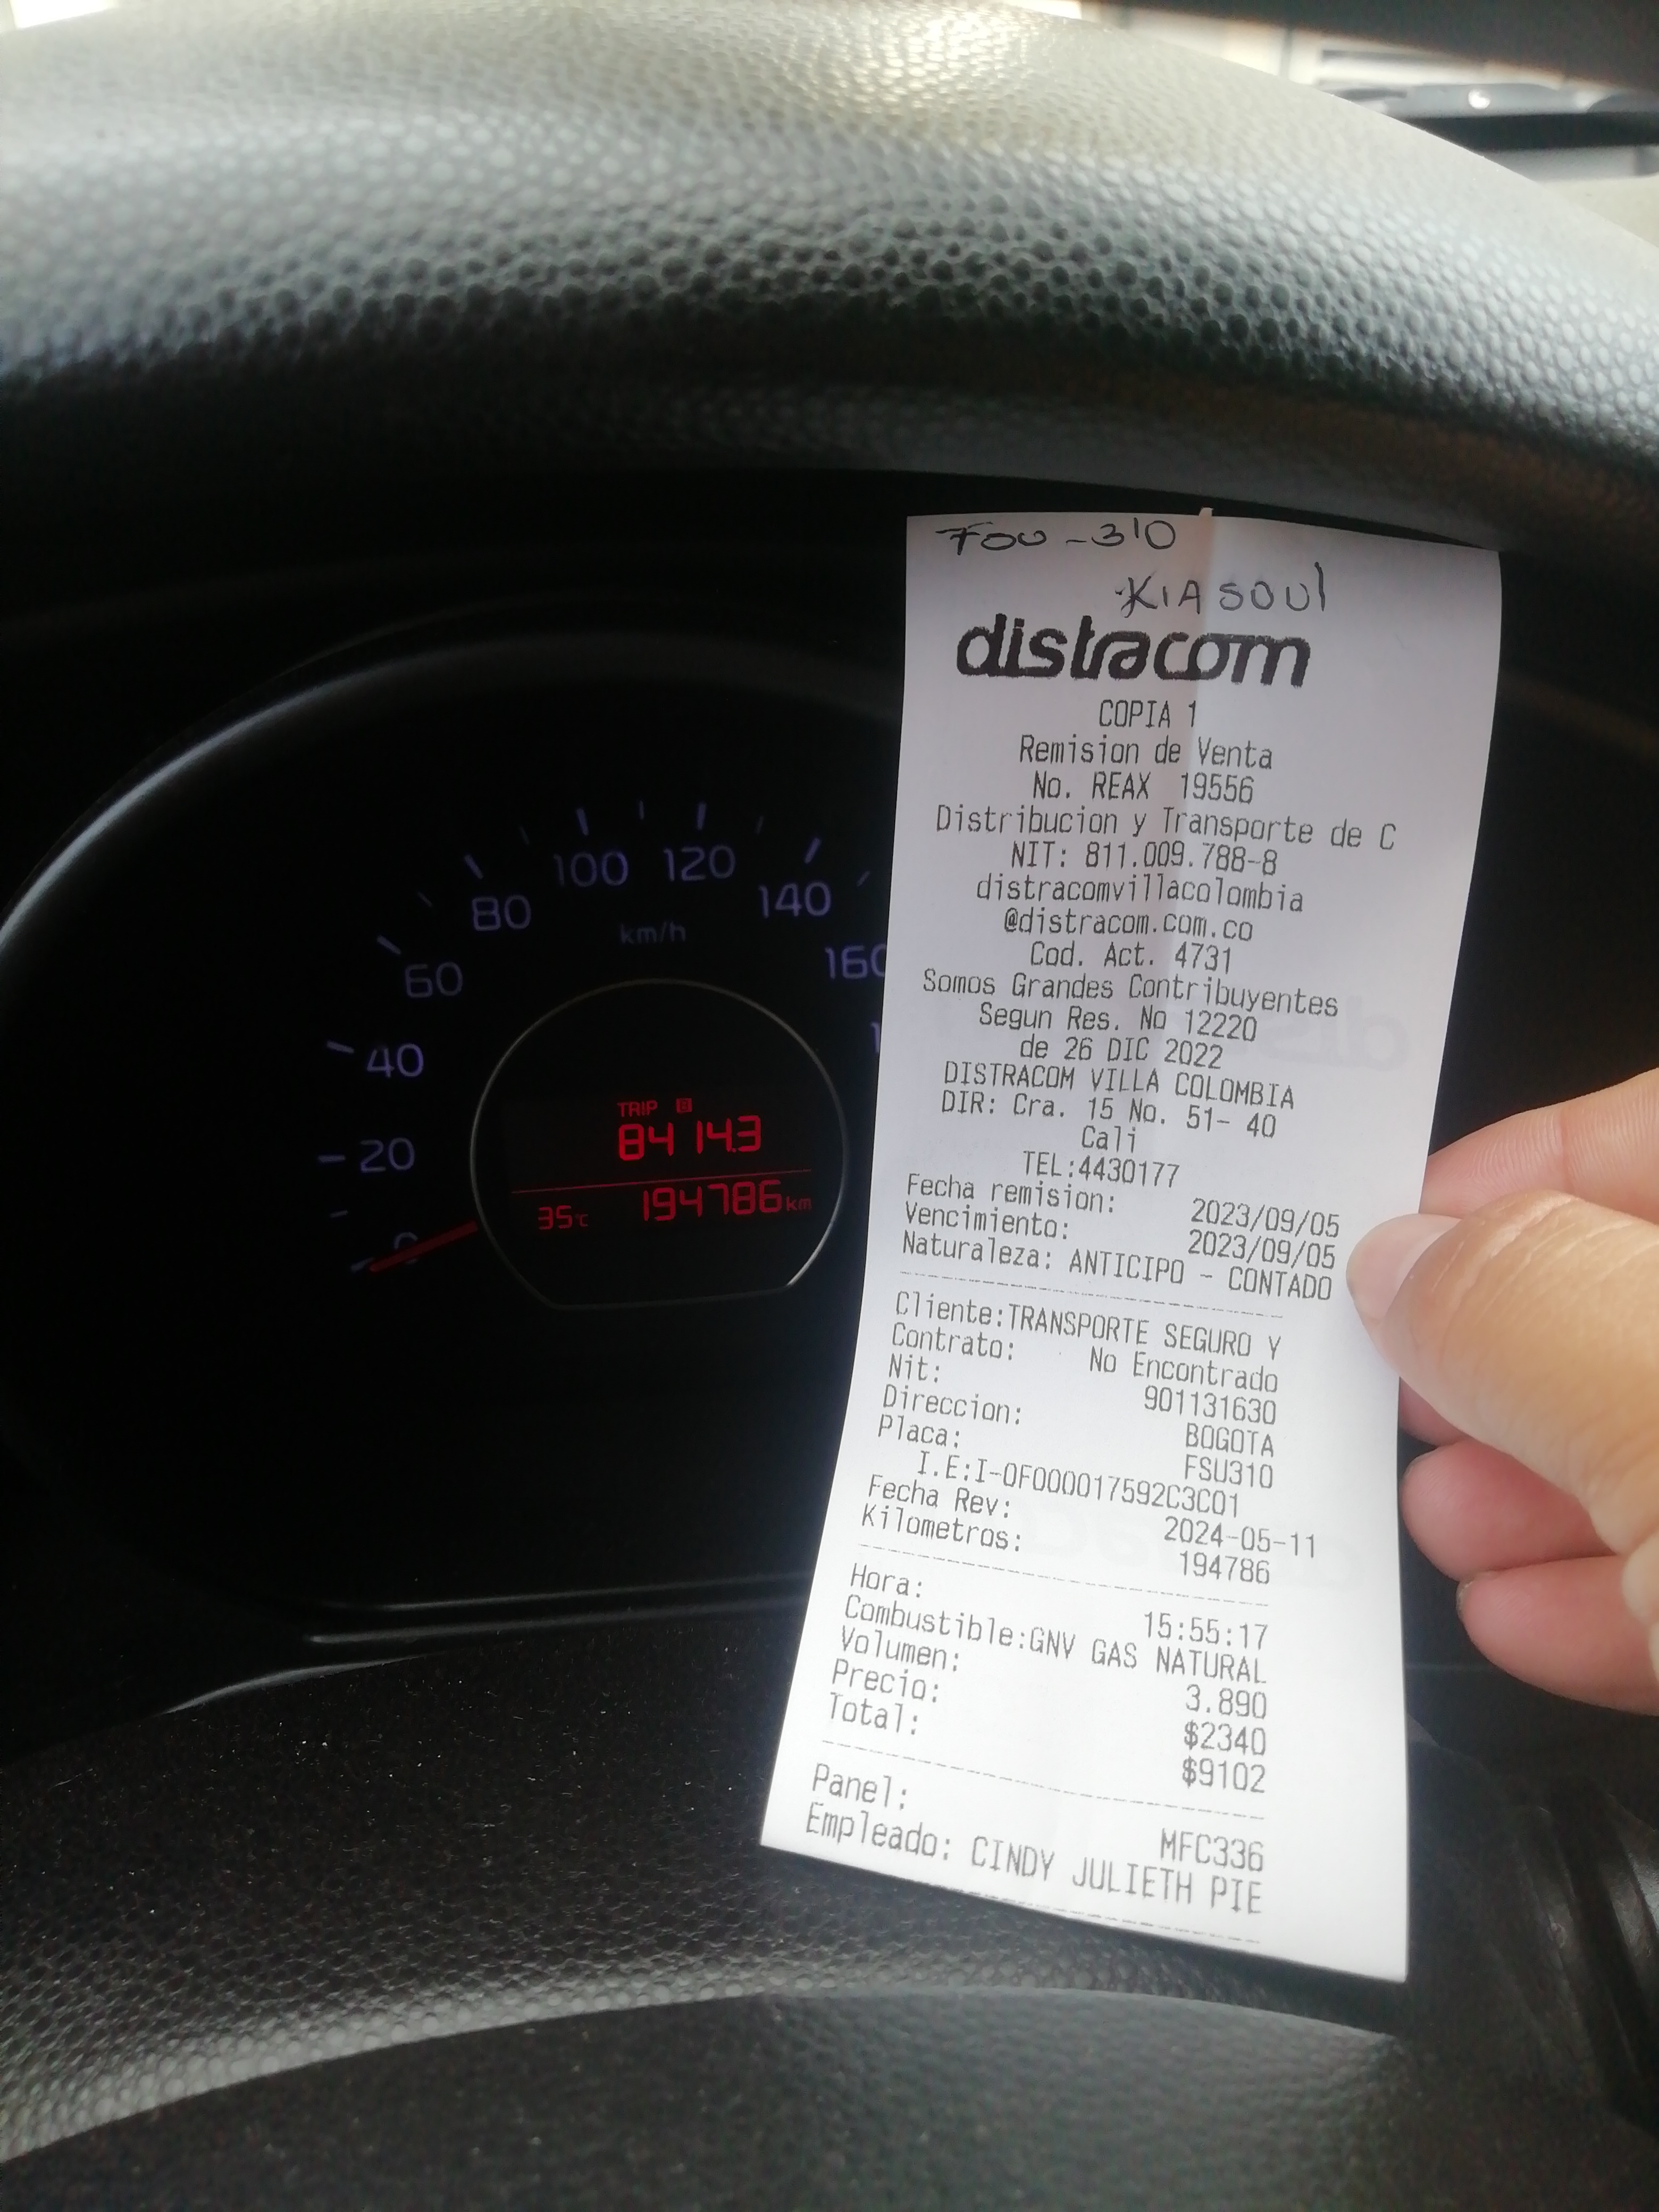 FSU-310
KIA SOUl
distracom
COPIA 1
Remision de Venta
No. REAX 19556
Distribucion y Transporte de C
NIT: 811.009.788-8
distracomvillacolombia
@distracom.com.co
Cod. Act. 4731
Somos Grandes Contribuyentes
Segun Res. No 12220
de 26 DIC 2022
DISTRACOM VILLA COLOMBIA
DIR: Cra. 15 No. 51- 40
Cali
TEL:4430177
Fecha remision: 2023/09/05
Vencimiento: 2023/09/05
Naturaleza: ANTICIPO - CONTADO
Cliente:TRANSPORTE SEGURO Y
Contrato: No Encontrado
Nit: 901131630
Direccion: BOGOTA
Placa: FSU310
I.E:I-0F000017592C3C01
Fecha Rev: 2024-05-11
Kilometros: 194786
Hora: 15:55:17
Combustible:GNV GAS NATURAL
Volumen: 3.890
Precio: $2340
Total: $9102
Panel: MFC336
Empleado: CINDY JULIETH PIE
0
20
40
60
80
100
120
140
160
km/h
TRIP B
8414.3
35°C 194786 km